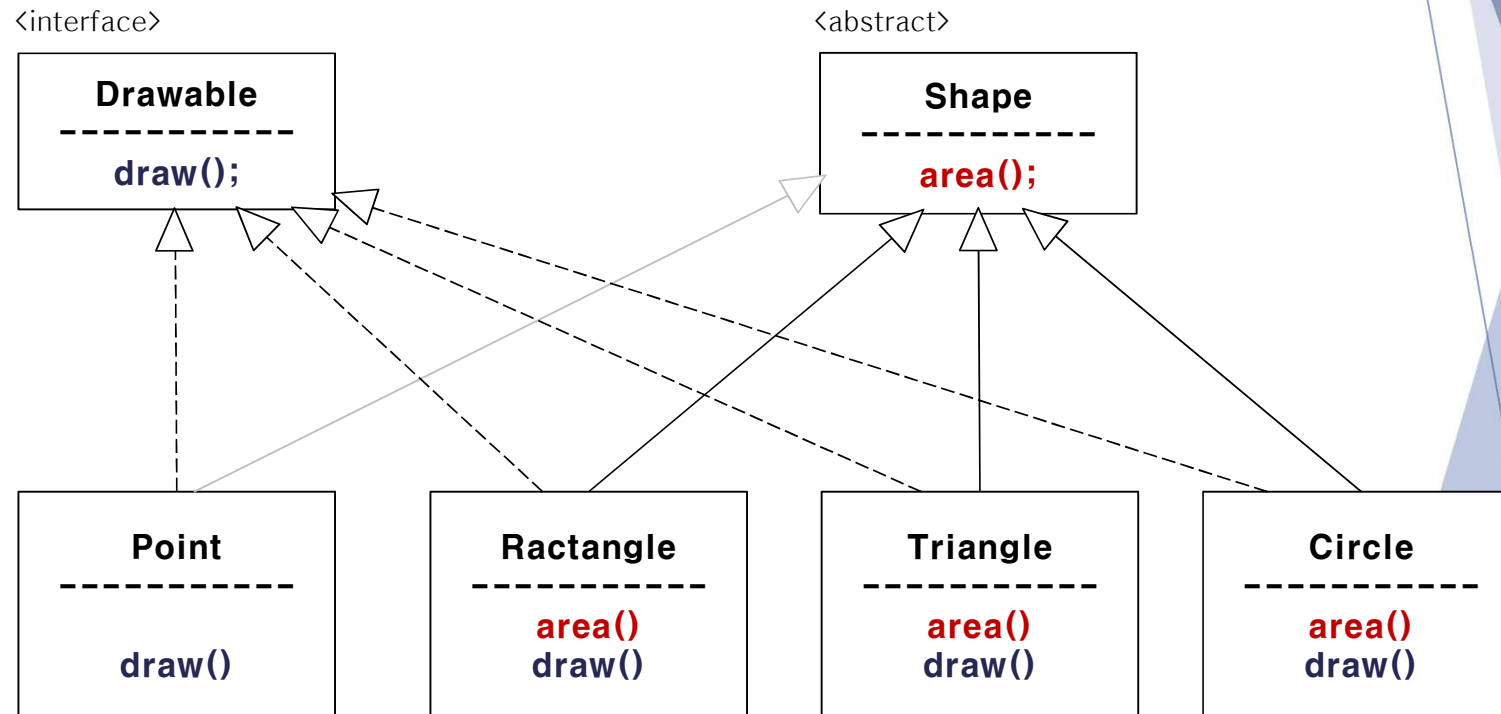 <interface>
Drawable
-----------
draw();
<abstract>
Shape
-----------
area();
Point
-----------
draw()
Ractangle
-----------
area()
draw()
Triangle
-----------
area()
draw()
Circle
-----------
area()
draw()